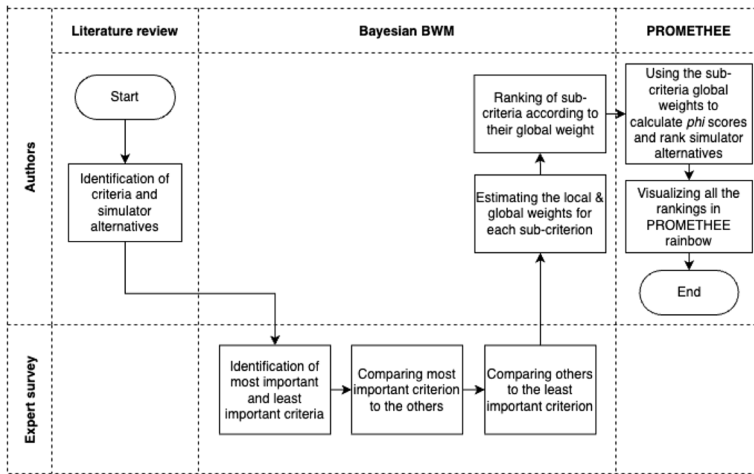 Literature review
Bayesian BWM
PROMETHEE
Authors
Start
Identification of
criteria and
simulator
alternatives
Ranking of sub-
criteria according to
their global weight
Estimating the local &
global weights for
each sub-criterion
Using the sub-
criteria global
weights to
calculate phi scores
and rank simulator
alternatives
Visualizing all the
rankings in
PROMETHEE
rainbow
End
Expert survey
Identification of
most important
and least
important criteria
Comparing most
important criterion
to the others
Comparing others
to the least
important criterion